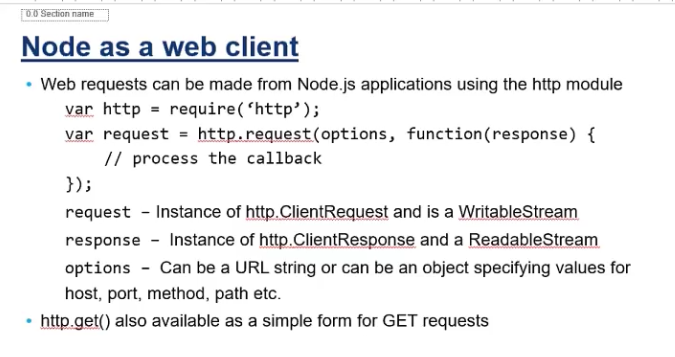 0.0 Section name
Node as a web client
• Web requests can be made from Node.js applications using the http module
var http = require(‘http’);
var request = http.request(options, function(response) {
// process the callback
});
request – Instance of http.ClientRequest and is a WritableStream
response – Instance of http.ClientResponse and a ReadableStream
options – Can be a URL string or can be an object specifying values for
host, port, method, path etc.
• http.get() also available as a simple form for GET requests